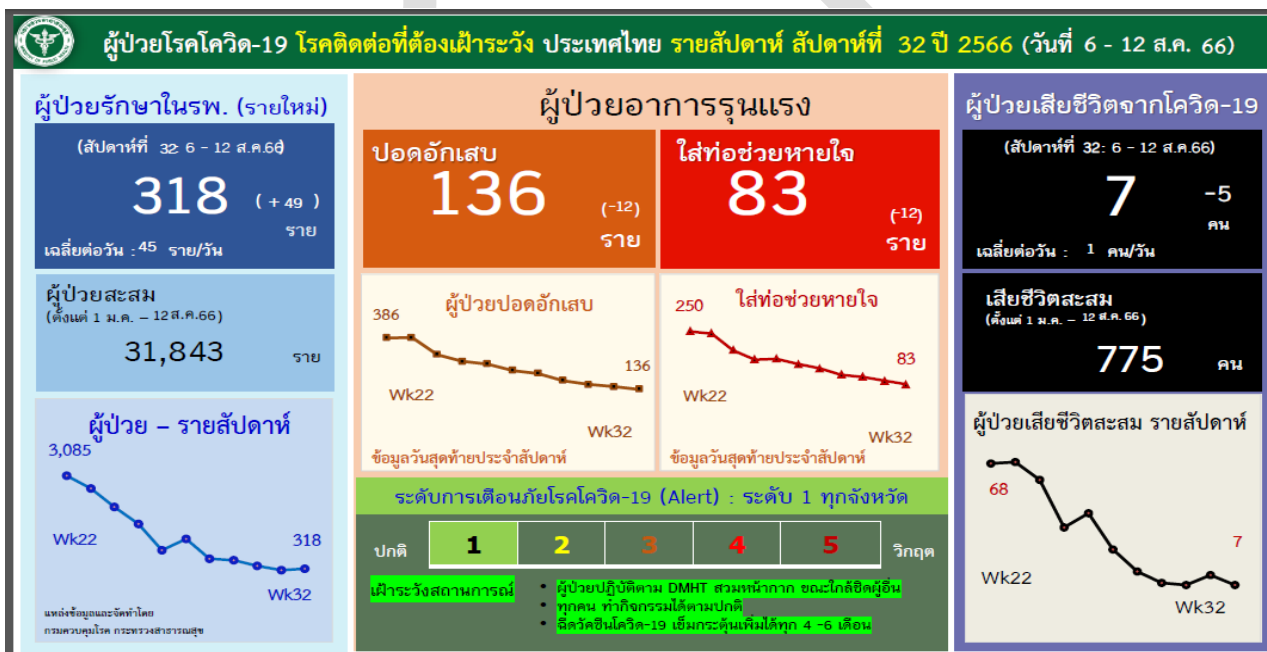 ผู้ป่วยโรคโควิด-19 โรคติดต่อที่ต้องเฝ้าระวัง ประเทศไทย รายสัปดาห์ สัปดาห์ที่ 32 ปี 2566 (วันที่ 6 - 12 ส.ค. 66)
ผู้ป่วยรักษาในรพ. (รายใหม่)
(สัปดาห์ที่ 32: 6 - 12 ส.ค.66)
318 ( + 49 )
ราย
เฉลี่ยต่อวัน : 45 ราย/วัน
ผู้ป่วยสะสม
(ตั้งแต่ 1 ม.ค. – 12ส.ค.66)
31,843 ราย
ผู้ป่วย – รายสัปดาห์
3,085
Wk22
318
Wk32
แหล่งข้อมูลและจัดทำโดย
กรมควบคุมโรค กระทรวงสาธารณสุข
ผู้ป่วยอาการรุนแรง
ปอดอักเสบ
136 (-12)
ราย
ใส่ท่อช่วยหายใจ
83 (-12)
ราย
ผู้ป่วยปอดอักเสบ
386
136
Wk22
Wk32
ข้อมูลวันสุดท้ายประจำสัปดาห์
ใส่ท่อช่วยหายใจ
250
83
Wk22
Wk32
ข้อมูลวันสุดท้ายประจำสัปดาห์
ระดับการเตือนภัยโรคโควิด-19 (Alert) : ระดับ 1 ทุกจังหวัด
ปกติ 1 2 3 4 5 วิกฤต
เฝ้าระวังสถานการณ์
• ผู้ป่วยปฏิบัติตาม DMHT สวมหน้ากาก ขณะใกล้ชิดผู้อื่น
• ทุกคน ทำกิจกรรมได้ตามปกติ
• ฉีดวัคซีนโควิด-19 เข็มกระตุ้นเพิ่มได้ทุก 4 -6 เดือน
ผู้ป่วยเสียชีวิตจากโควิด-19
(สัปดาห์ที่ 32: 6 - 12 ส.ค.66)
7 -5
คน
เฉลี่ยต่อวัน : 1 คน/วัน
เสียชีวิตสะสม
(ตั้งแต่ 1 ม.ค. – 12 ส.ค. 66)
775 คน
ผู้ป่วยเสียชีวิตสะสม รายสัปดาห์
68
7
Wk22
Wk32